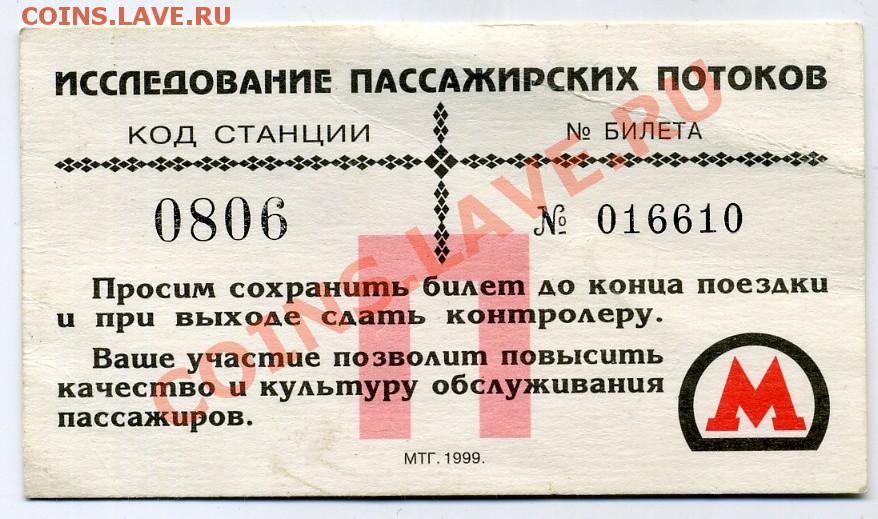 COINS.LAVE.RU
ИССЛЕДОВАНИЕ ПАССАЖИРСКИХ ПОТОКОВ
КОД СТАНЦИИ
№ БИЛЕТА
0806
№ 016610
П
Просим сохранить билет до конца поездки
и при выходе сдать контролеру.
Ваше участие позволит повысить
качество и культуру обслуживания
пассажиров.
М
МТГ. 1999.
COINS.LAVE.RU